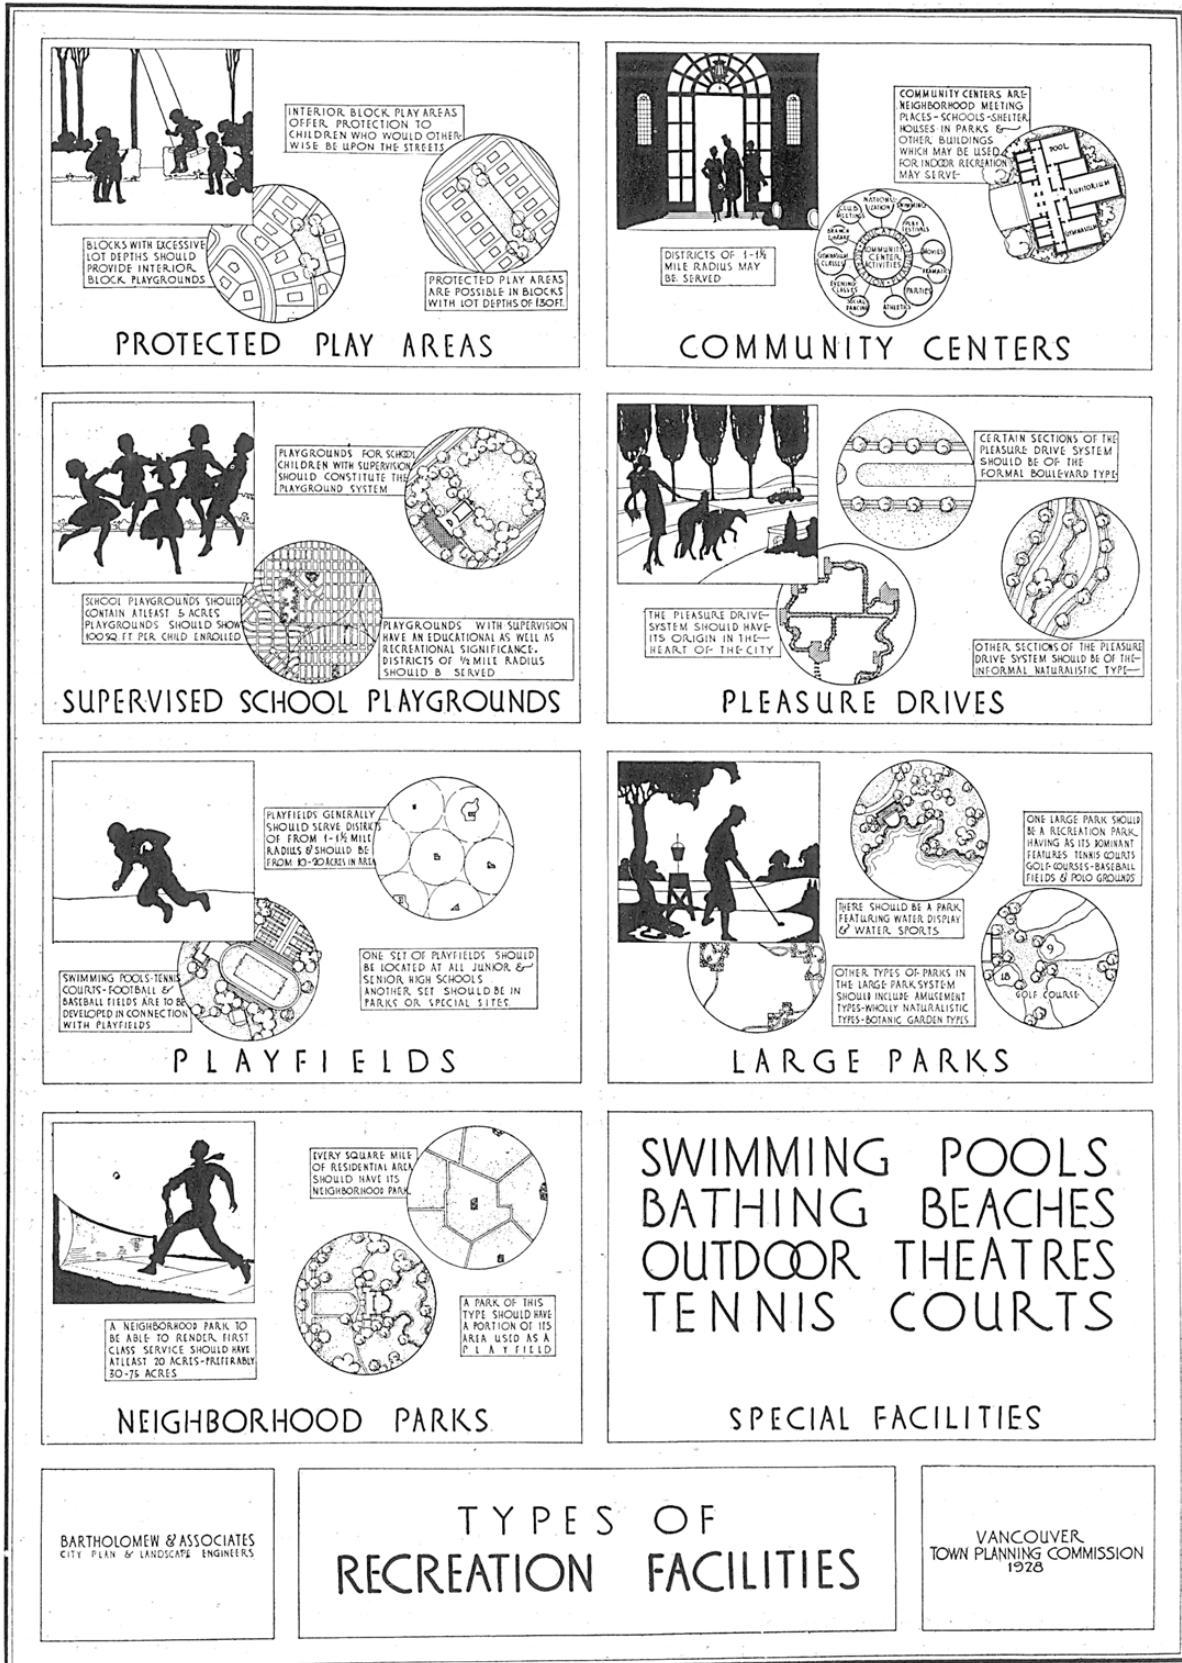 INTERIOR BLOCK PLAY AREAS
OFFER PROTECTION TO
CHILDREN WHO WOULD OTHER-
WISE BE UPON THE STREETS
BLOCKS WITH EXCESSIVE
LOT DEPTHS SHOULD
PROVIDE INTERIOR
BLOCK PLAYGROUNDS
PROTECTED PLAY AREAS
ARE POSSIBLE IN BLOCKS
WITH LOT DEPTHS OF 130FT.
PROTECTED PLAY AREAS
COMMUNITY CENTERS ARE
NEIGHBORHOOD MEETING
PLACES-SCHOOLS-SHELTER
HOUSES IN PARKS &
OTHER BUILDINGS
WHICH MAY BE USED
FOR INDOOR RECREATION
MAY SERVE-
POOL
AUDITORIUM
GYMNASIUM
DISTRICTS OF 1-1½
MILE RADIUS MAY
BE SERVED
COMMUNITY
CENTER
ACTIVITIES
NATIONAL-
IZATION
SWIMMING
PLAY
FESTIVALS
MOVIES
DRAMATICS
PARTIES
ATHLETICS
SOCIAL
DANCING
EVENING
CLASSES
GYMNASIUM
CLASSES
BRANCH
LIBRARY
CLUB
MEETINGS
COMMUNITY CENTERS
PLAYGROUNDS FOR SCHOOL
CHILDREN WITH SUPERVISION
SHOULD CONSTITUTE THE
PLAYGROUND SYSTEM
SCHOOL PLAYGROUNDS SHOULD
CONTAIN ATLEAST 5 ACRES
PLAYGROUNDS SHOULD SHOW
100 SQ. FT PER CHILD ENROLLED
PLAYGROUNDS WITH SUPERVISION
HAVE AN EDUCATIONAL AS WELL AS
RECREATIONAL SIGNIFICANCE.
DISTRICTS OF ½ MILE RADIUS
SHOULD B SERVED
SUPERVISED SCHOOL PLAYGROUNDS
CERTAIN SECTIONS OF THE
PLEASURE DRIVE SYSTEM
SHOULD BE OF THE
FORMAL BOULEVARD TYPE
THE PLEASURE DRIVE-
SYSTEM SHOULD HAVE
ITS ORIGIN IN THE-
HEART OF THE CITY
OTHER SECTIONS OF THE PLEASURE
DRIVE SYSTEM SHOULD BE OF THE-
INFORMAL NATURALISTIC TYPE-
PLEASURE DRIVES
PLAYFIELDS GENERALLY
SHOULD SERVE DISTRICTS
OF FROM 1-1½ MILE
RADIUS & SHOULD BE
FROM 10-20 ACRES IN AREA
SWIMMING POOLS-TENNIS
COURTS-FOOTBALL &
BASEBALL FIELDS ARE TO BE
DEVELOPED IN CONNECTION
WITH PLAYFIELDS
ONE SET OF PLAYFIELDS SHOULD
BE LOCATED AT ALL JUNIOR &
SENIOR HIGH SCHOOLS
ANOTHER SET SHOULD BE IN
PARKS OR SPECIAL SITES
PLAYFIELDS
ONE LARGE PARK SHOULD
BE A RECREATION PARK
HAVING AS ITS DOMINANT
FEATURES TENNIS COURTS
GOLF-COURSES-BASEBALL
FIELDS & POLO GROUNDS
THERE SHOULD BE A PARK
FEATURING WATER DISPLAY
& WATER SPORTS
OTHER TYPES OF PARKS IN
THE LARGE PARK SYSTEM
SHOULD INCLUDE AMUSEMENT
TYPES-WHOLLY NATURALISTIC
TYPES-BOTANIC GARDEN TYPES
9
18
GOLF COURSE
LARGE PARKS
EVERY SQUARE MILE
OF RESIDENTIAL AREA
SHOULD HAVE ITS
NEIGHBORHOOD PARK
A NEIGHBORHOOD PARK TO
BE ABLE TO RENDER FIRST
CLASS SERVICE SHOULD HAVE
ATLEAST 20 ACRES-PREFERABLY
30-75 ACRES
A PARK OF THIS
TYPE SHOULD HAVE
A PORTION OF ITS
AREA USED AS A
PLAYFIELD
NEIGHBORHOOD PARKS
SWIMMING POOLS
BATHING BEACHES
OUTDOOR THEATRES
TENNIS COURTS
SPECIAL FACILITIES
BARTHOLOMEW & ASSOCIATES
CITY PLAN & LANDSCAPE ENGINEERS
TYPES OF
RECREATION FACILITIES
VANCOUVER
TOWN PLANNING COMMISSION
1928